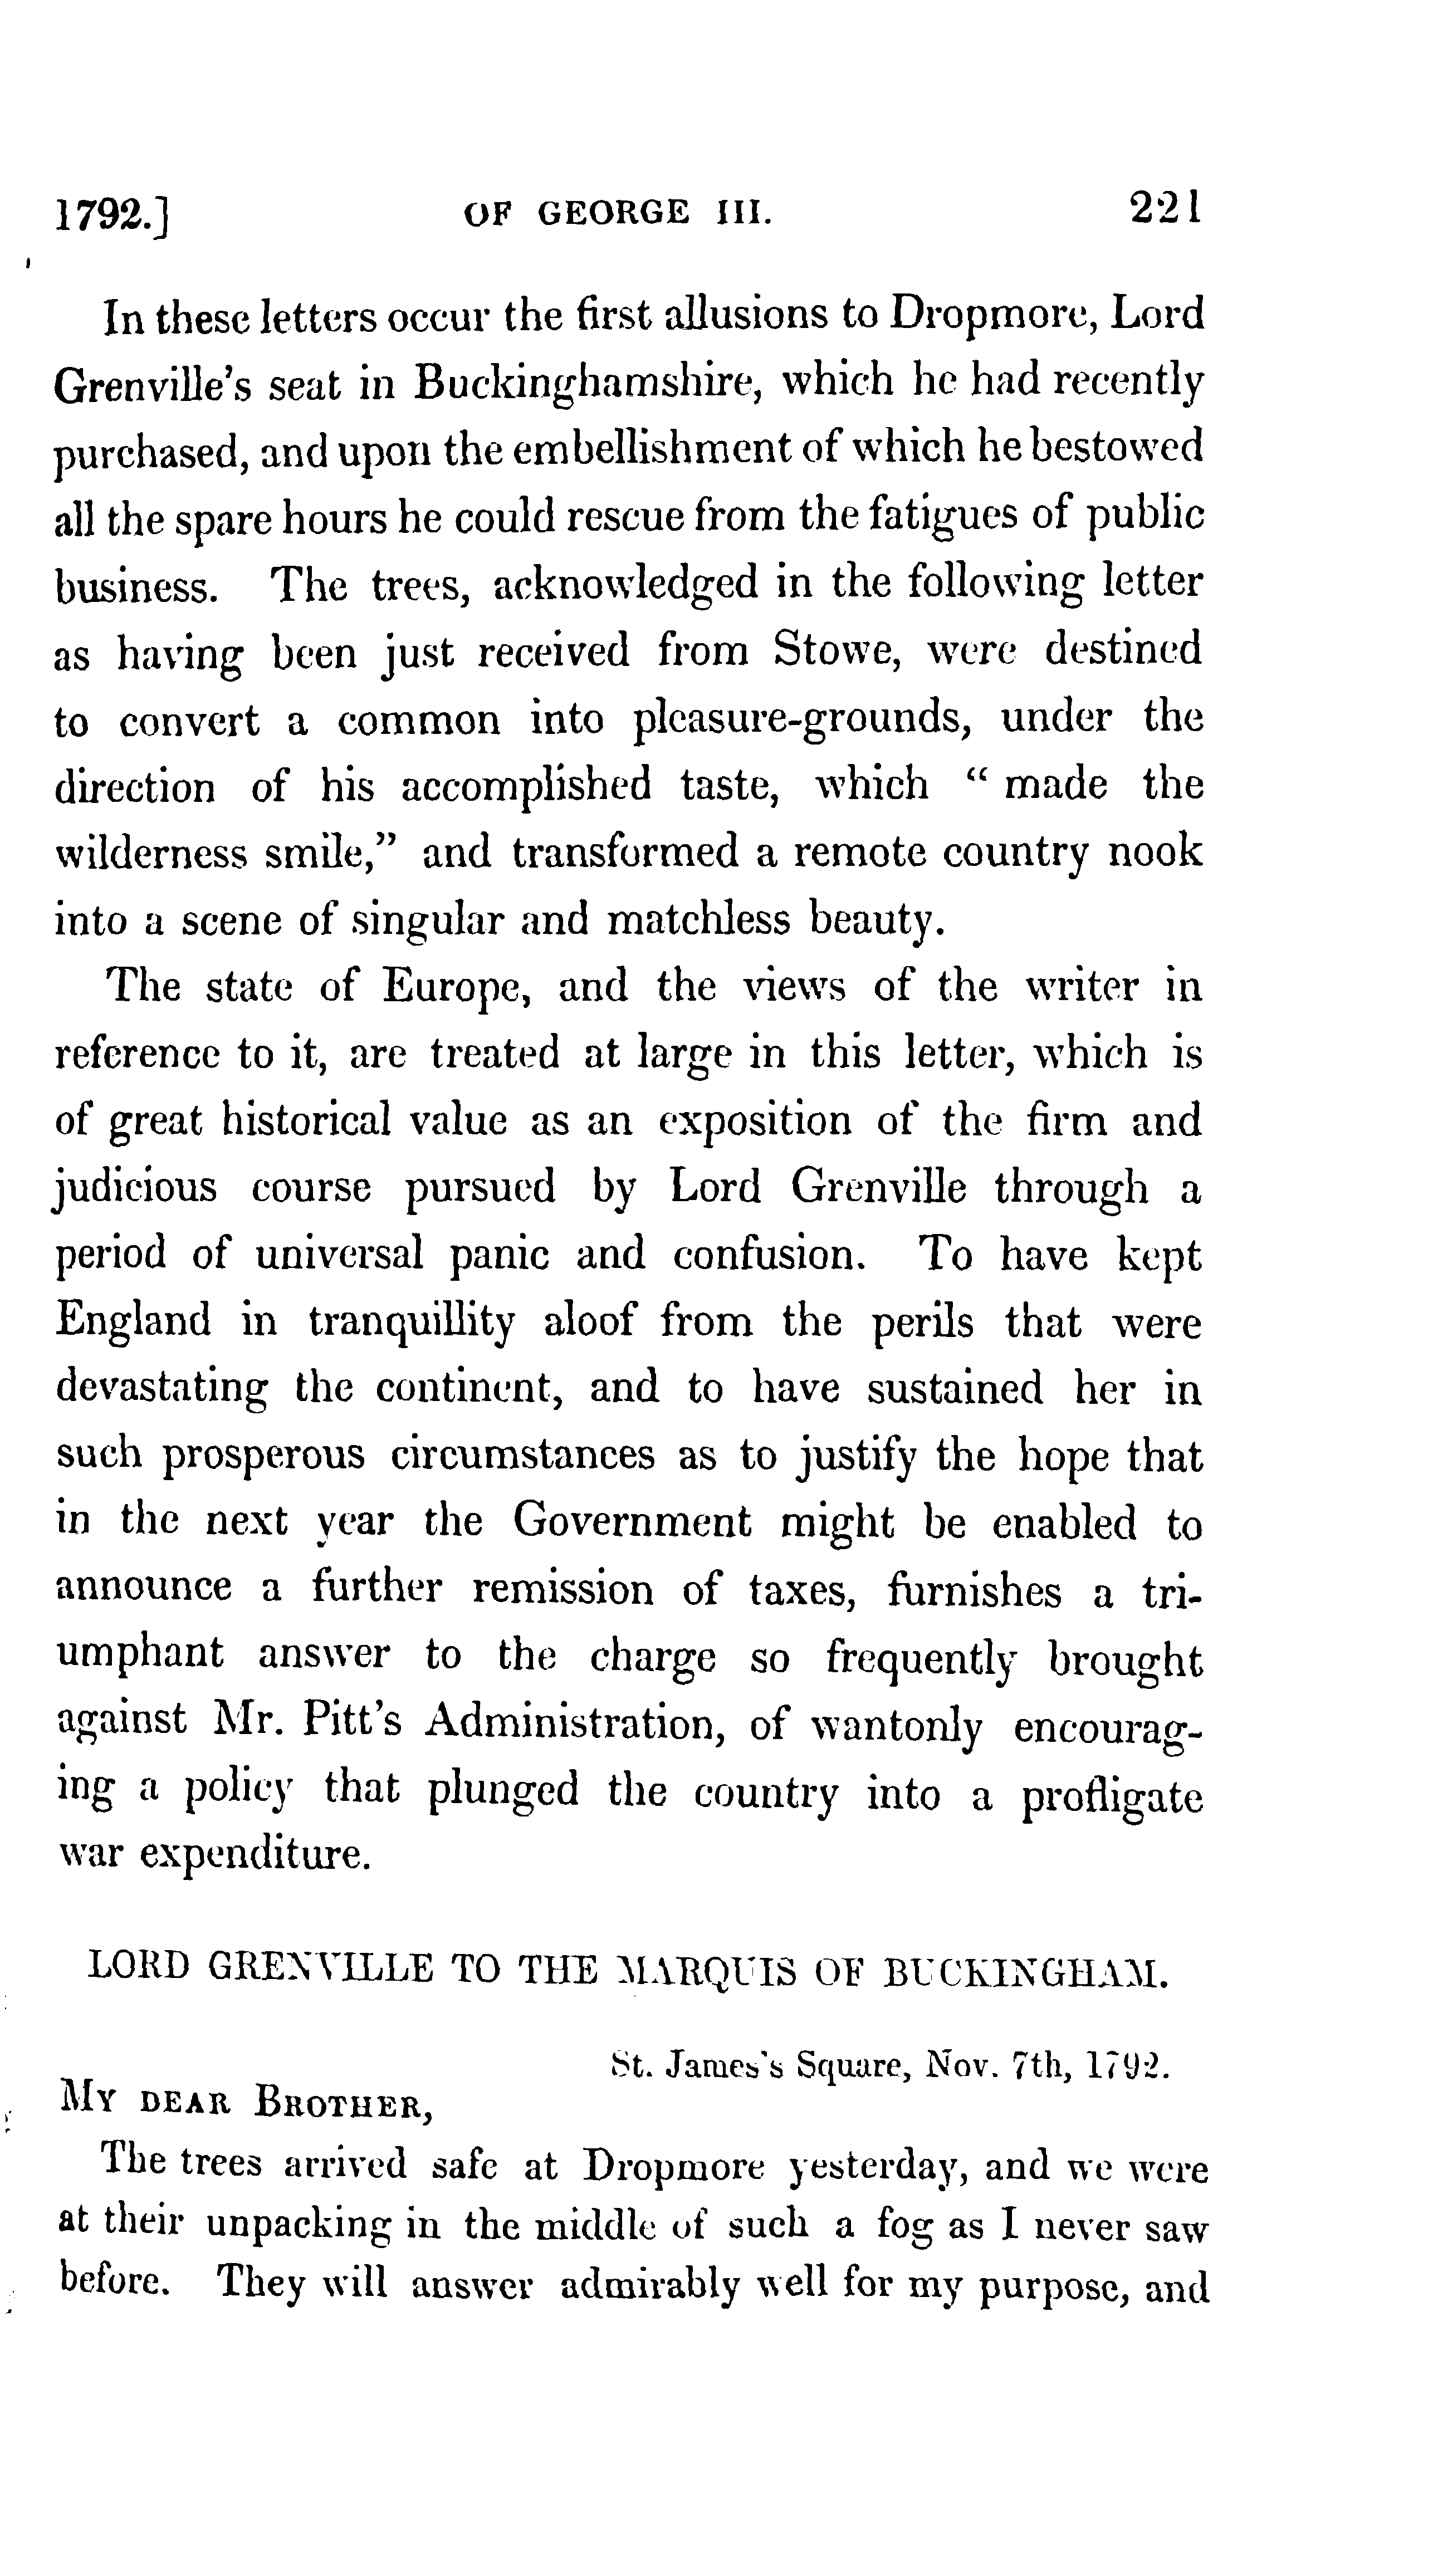 1792.] OF GEORGE III. 221
In these letters occur the first allusions to Dropmore, Lord
Grenville's seat in Buckinghamshire, which he had recently
purchased, and upon the embellishment of which he bestowed
all the spare hours he could rescue from the fatigues of public
business. The trees, acknowledged in the following letter
as having been just received from Stowe, were destined
to convert a common into pleasure-grounds, under the
direction of his accomplished taste, which “ made the
wilderness smile,” and transformed a remote country nook
into a scene of singular and matchless beauty.
The state of Europe, and the views of the writer in
reference to it, are treated at large in this letter, which is
of great historical value as an exposition of the firm and
judicious course pursued by Lord Grenville through a
period of universal panic and confusion. To have kept
England in tranquillity aloof from the perils that were
devastating the continent, and to have sustained her in
such prosperous circumstances as to justify the hope that
in the next year the Government might be enabled to
announce a further remission of taxes, furnishes a tri-
umphant answer to the charge so frequently brought
against Mr. Pitt's Administration, of wantonly encourag-
ing a policy that plunged the country into a profligate
war expenditure.
LORD GRENVILLE TO THE MARQUIS OF BUCKINGHAM.
St. James's Square, Nov. 7th, 1792.
My dear Brother,
The trees arrived safe at Dropmore yesterday, and we were
at their unpacking in the middle of such a fog as I never saw
before. They will answer admirably well for my purpose, and